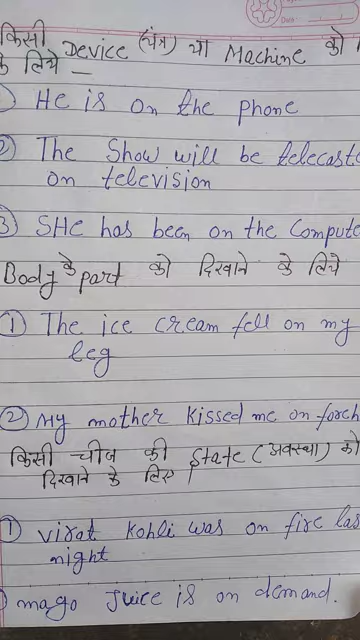 किसी Device (यंत्र) या Machine को
के लिये —
He is on the phone
② The Show will be telecast
on television
③ SHe has been on the Compute
Body के part को दिखाने के लिये
① The ice cream fell on my
leg
② My mother kissed me on foreh
किसी चीज की State (अवस्था) को
दिखाने के लिए
① virat Kohli was on fire las
night
mago Juice is on demand.